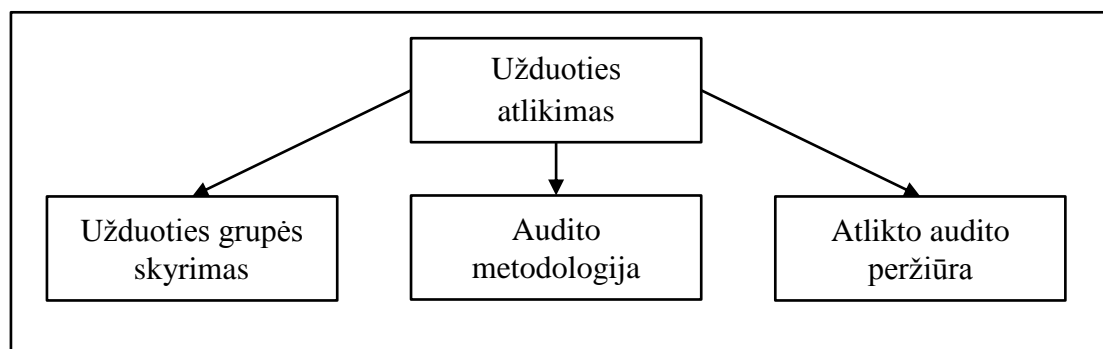 Užduoties
atlikimas
Užduoties grupės
skyrimas
Audito
metodologija
Atlikto audito
peržiūra